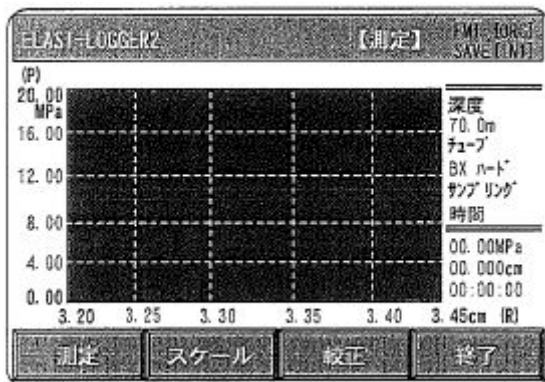 ELAST-LOGGER2
【測定】
SAVE [IN1]
(P)
20.00
MPa
16.00
12.00
8.00
4.00
0.00
3.20 3.25 3.30 3.35 3.40 3.45cm (R)
深度
70.0m
チューブ
BX ハード
サンプリング
時間
00.00MPa
00.000cm
00:00:00
測定 スケール 較正 終了